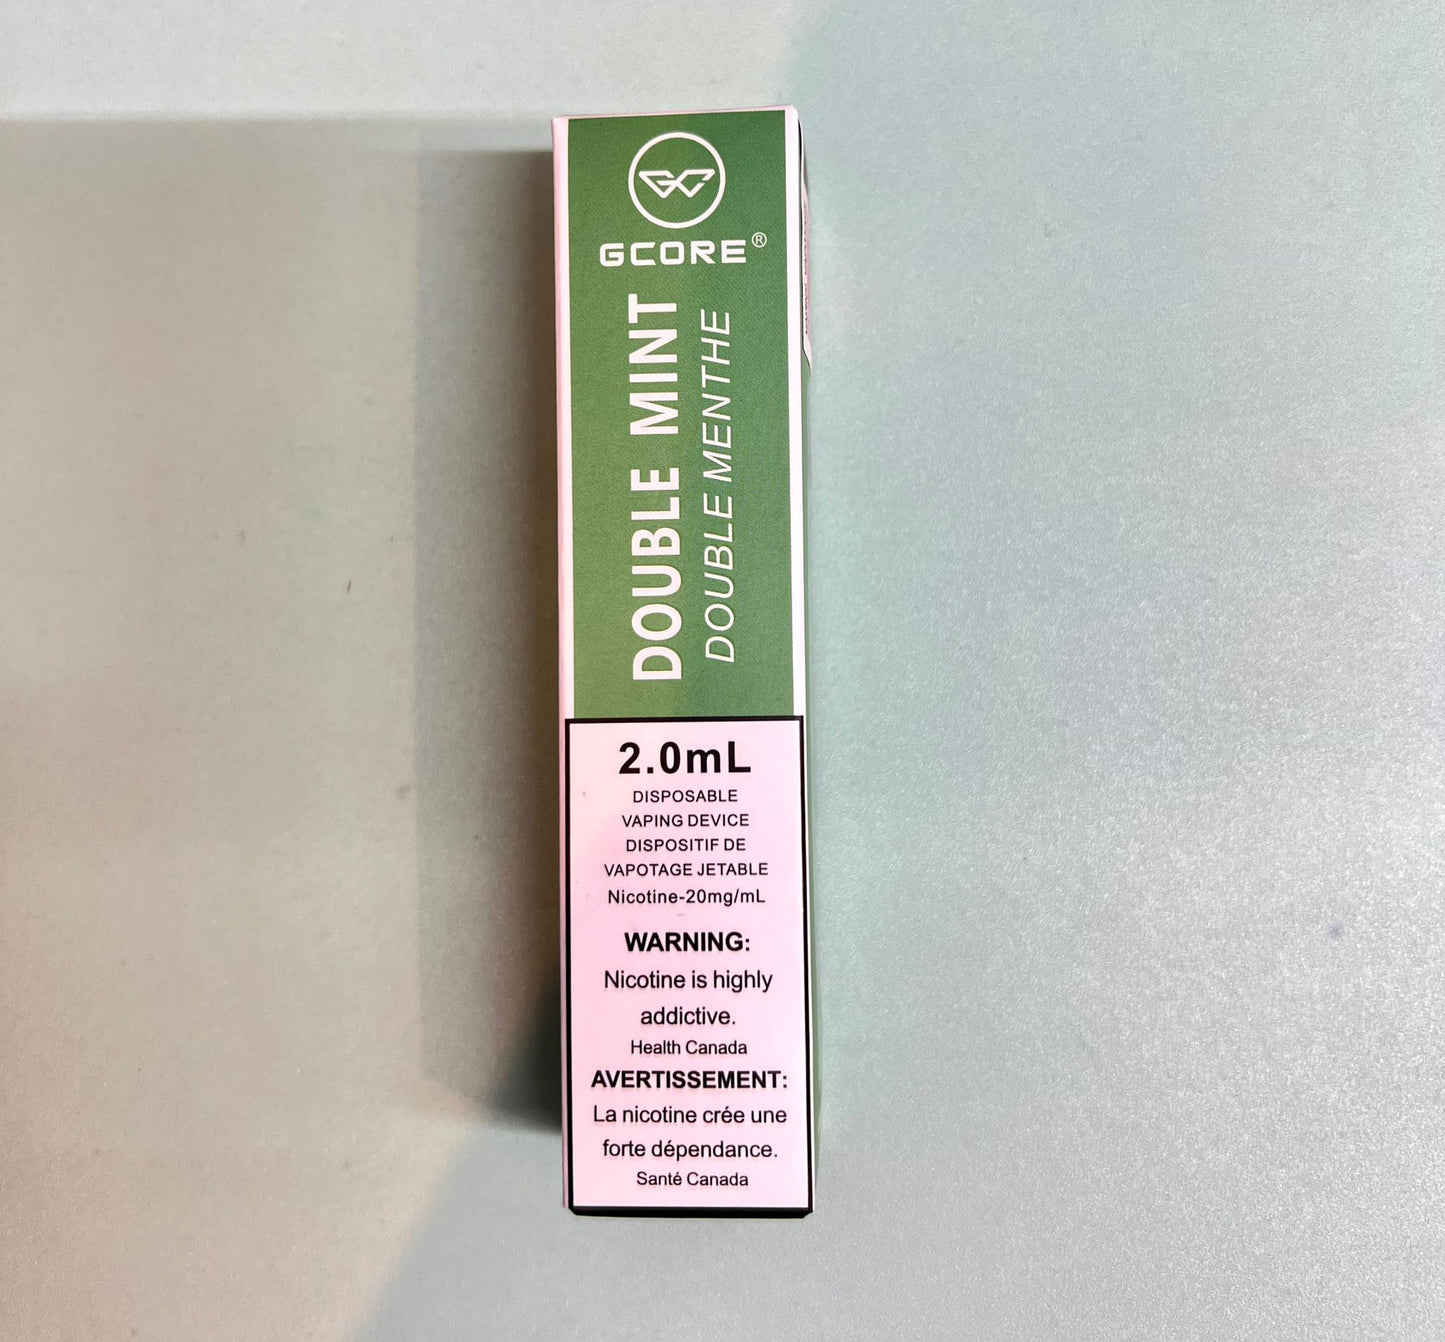 GC
GCORE®
DOUBLE MINT
DOUBLE MENTHE
2.0mL
DISPOSABLE
VAPING DEVICE
DISPOSITIF DE
VAPOTAGE JETABLE
Nicotine-20mg/mL
WARNING:
Nicotine is highly
addictive.
Health Canada
AVERTISSEMENT:
La nicotine crée une
forte dépendance.
Santé Canada